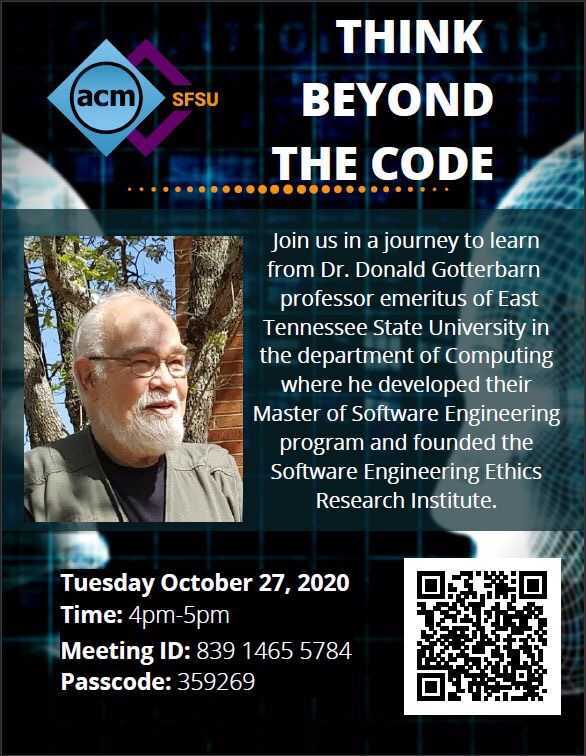 acm
SFSU
THINK
BEYOND
THE CODE
Join us in a journey to learn
from Dr. Donald Gotterbarn
professor emeritus of East
Tennessee State University in
the department of Computing
where he developed their
Master of Software Engineering
program and founded the
Software Engineering Ethics
Research Institute.
Tuesday October 27, 2020
Time: 4pm-5pm
Meeting ID: 839 1465 5784
Passcode: 359269